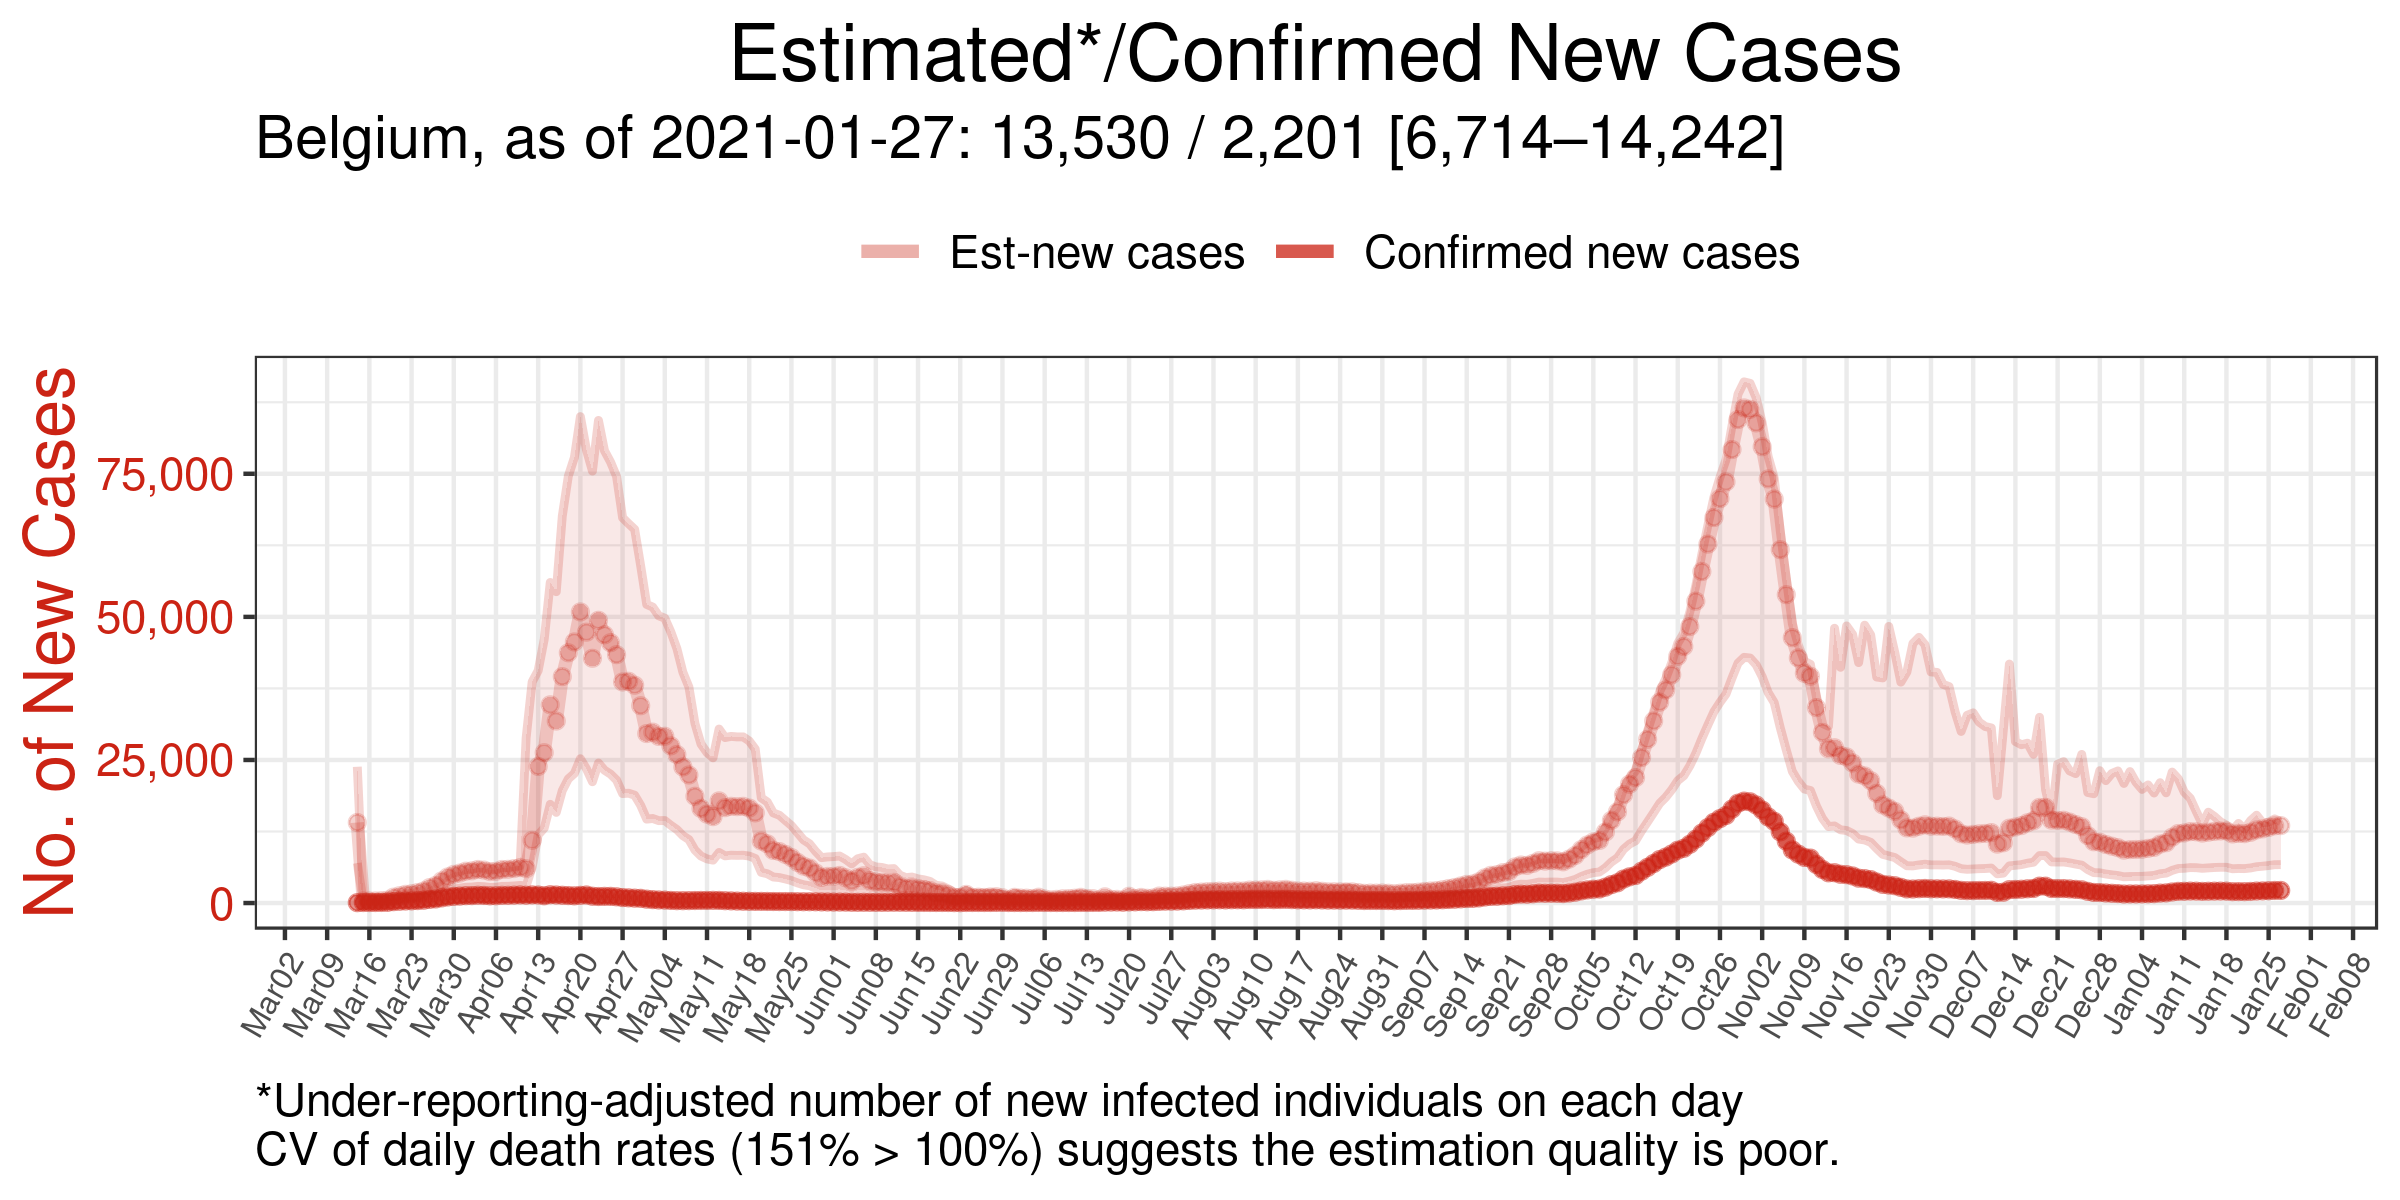 Estimated*/Confirmed New Cases
Belgium, as of 2021-01-27: 13,530 / 2,201 [6,714–14,242]
Est-new cases
Confirmed new cases
No. of New Cases
75,000
50,000
25,000
0
Mar02
Mar09
Mar16
Mar23
Mar30
Apr06
Apr13
Apr20
Apr27
May04
May11
May18
May25
Jun01
Jun08
Jun15
Jun22
Jun29
Jul06
Jul13
Jul20
Jul27
Aug03
Aug10
Aug17
Aug24
Aug31
Sep07
Sep14
Sep21
Sep28
Oct05
Oct12
Oct19
Oct26
Nov02
Nov09
Nov16
Nov23
Nov30
Dec07
Dec14
Dec21
Dec28
Jan04
Jan11
Jan18
Jan25
Feb01
Feb08
*Under-reporting-adjusted number of new infected individuals on each day
CV of daily death rates (151% > 100%) suggests the estimation quality is poor.